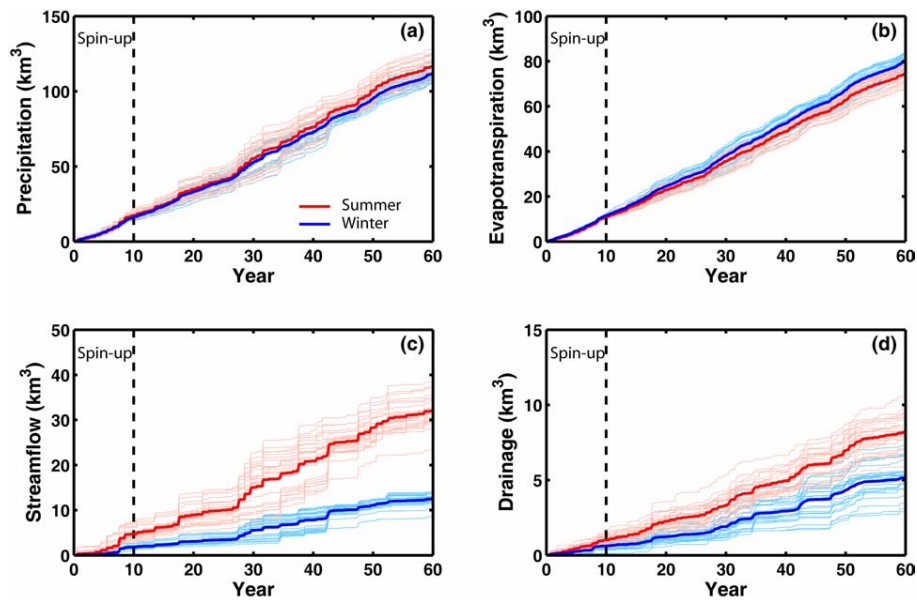 150
100
50
0
Precipitation (km³)
Spin-up
(a)
Summer
Winter
0 10 20 30 40 50 60
Year
100
80
60
40
20
0
Evapotranspiration (km³)
Spin-up
(b)
0 10 20 30 40 50 60
Year
50
40
30
20
10
0
Streamflow (km³)
Spin-up
(c)
0 10 20 30 40 50 60
Year
15
10
5
0
Drainage (km³)
Spin-up
(d)
0 10 20 30 40 50 60
Year